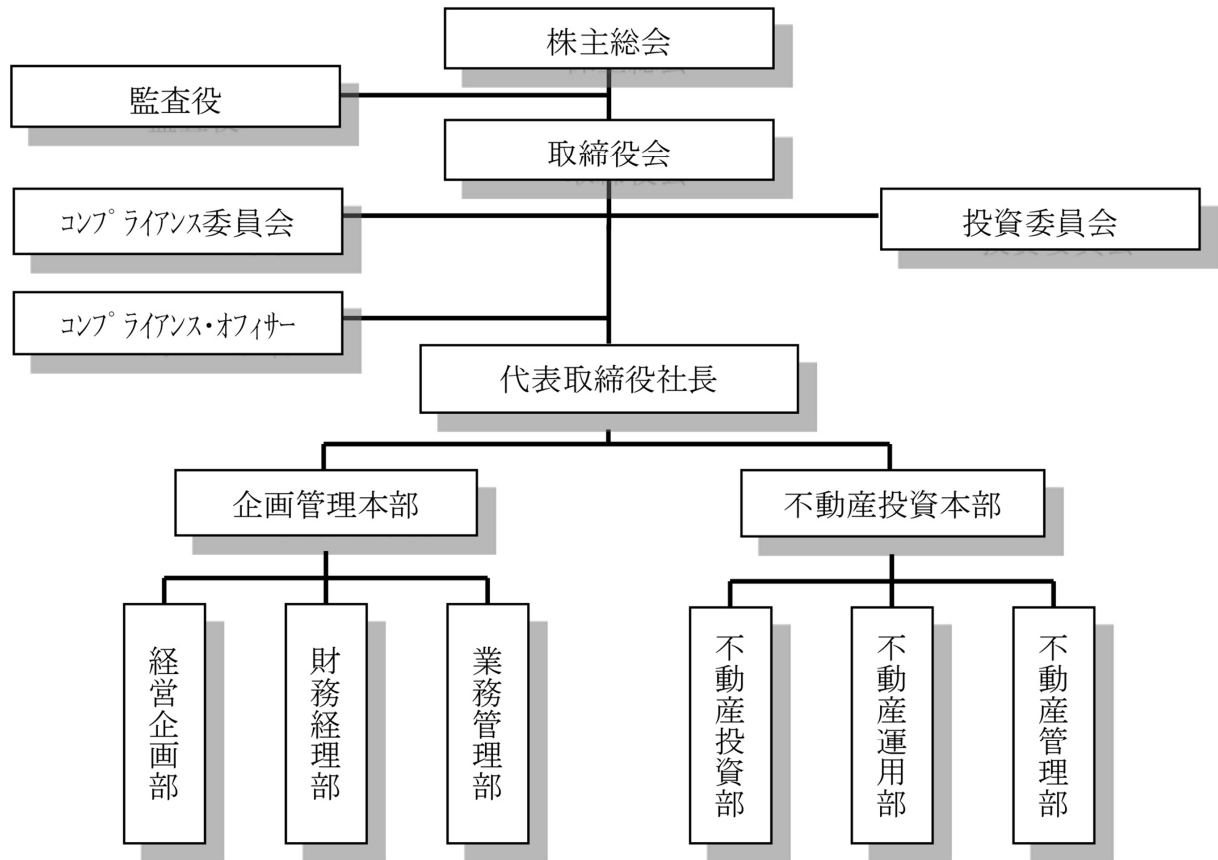 株主総会
監査役
取締役会
ｺﾝﾌﾟﾗｲｱﾝｽ委員会
投資委員会
ｺﾝﾌﾟﾗｲｱﾝｽ・ｵﾌｨｻｰ
代表取締役社長
企画管理本部
不動産投資本部
経営企画部
財務経理部
業務管理部
不動産投資部
不動産運用部
不動産管理部